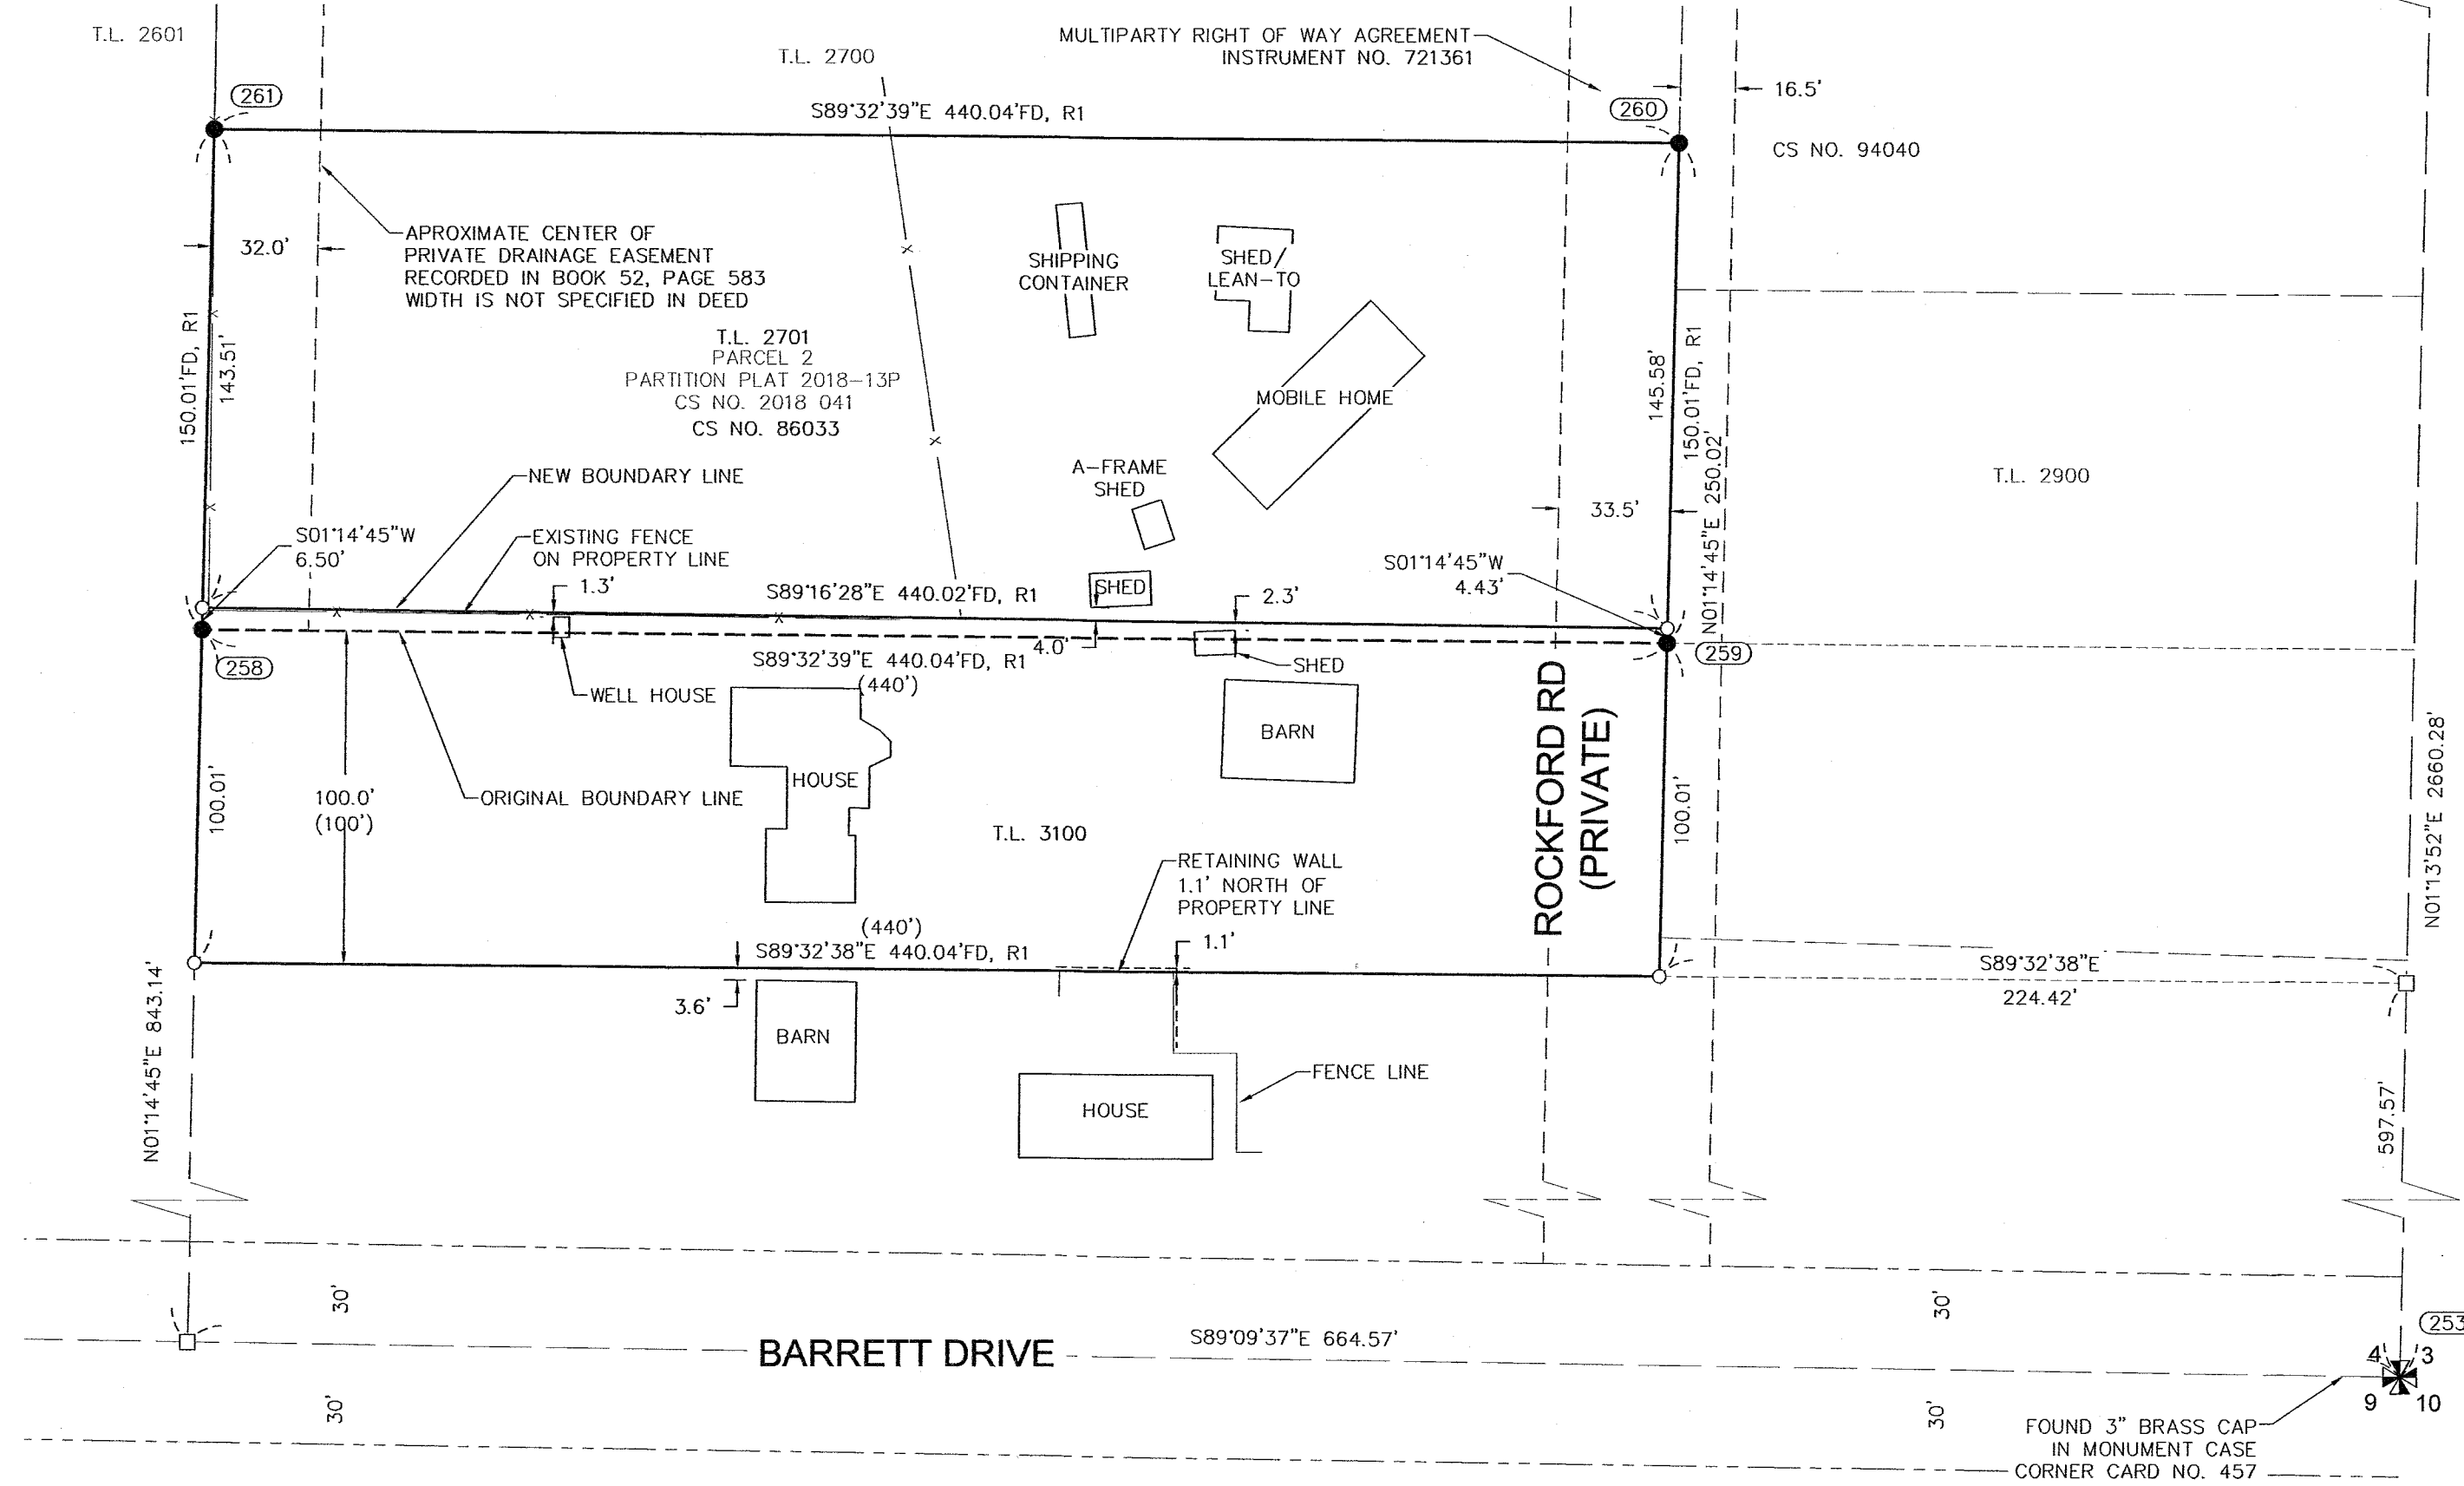 T.L. 2601
T.L. 2700
MULTIPARTY RIGHT OF WAY AGREEMENT
INSTRUMENT NO. 721361
16.5'
261
S89°32'39"E 440.04'FD, R1
260
CS NO. 94040
APROXIMATE CENTER OF
PRIVATE DRAINAGE EASEMENT
RECORDED IN BOOK 52, PAGE 583
WIDTH IS NOT SPECIFIED IN DEED
32.0'
SHIPPING
CONTAINER
SHED/
LEAN-TO
T.L. 2701
PARCEL 2
PARTITION PLAT 2018-13P
CS NO. 2018 041
CS NO. 86033
150.01'FD, R1
143.51'
MOBILE HOME
145.58'
150.01'FD, R1
N01°14'45"E 250.02'
T.L. 2900
NEW BOUNDARY LINE
A-FRAME
SHED
33.5'
S01°14'45"W
6.50'
EXISTING FENCE
ON PROPERTY LINE
1.3'
S89°16'28"E 440.02'FD, R1
SHED
2.3'
S01°14'45"W
4.43'
258
S89°32'39"E 440.04'FD, R1
(440')
4.0'
SHED
259
WELL HOUSE
BARN
HOUSE
ROCKFORD RD
(PRIVATE)
100.01'
100.0'
(100')
ORIGINAL BOUNDARY LINE
T.L. 3100
100.01'
N01°13'52"E 2660.28'
RETAINING WALL
1.1' NORTH OF
PROPERTY LINE
(440')
S89°32'38"E 440.04'FD, R1
1.1'
S89°32'38"E
224.42'
3.6'
BARN
N01°14'45"E 843.14'
FENCE LINE
HOUSE
597.57'
30'
30'
253
BARRETT DRIVE
S89°09'37"E 664.57'
4
3
9
10
30'
30'
FOUND 3" BRASS CAP
IN MONUMENT CASE
CORNER CARD NO. 457